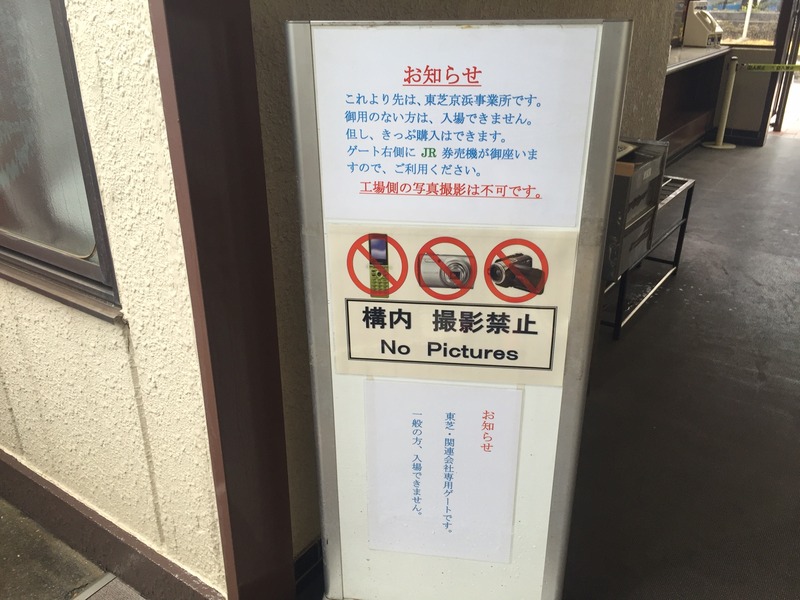 お知らせ
これより先は、東芝京浜事業所です。
御用のない方は、入場できません。
但し、きっぷ購入はできます。
ゲート右側に JR 券売機が御座いま
すので、ご利用ください。
工場側の写真撮影は不可です。
構内 撮影禁止
No Pictures
お知らせ
東芝・関連会社専用ゲートです。
一般の方、入場できません。